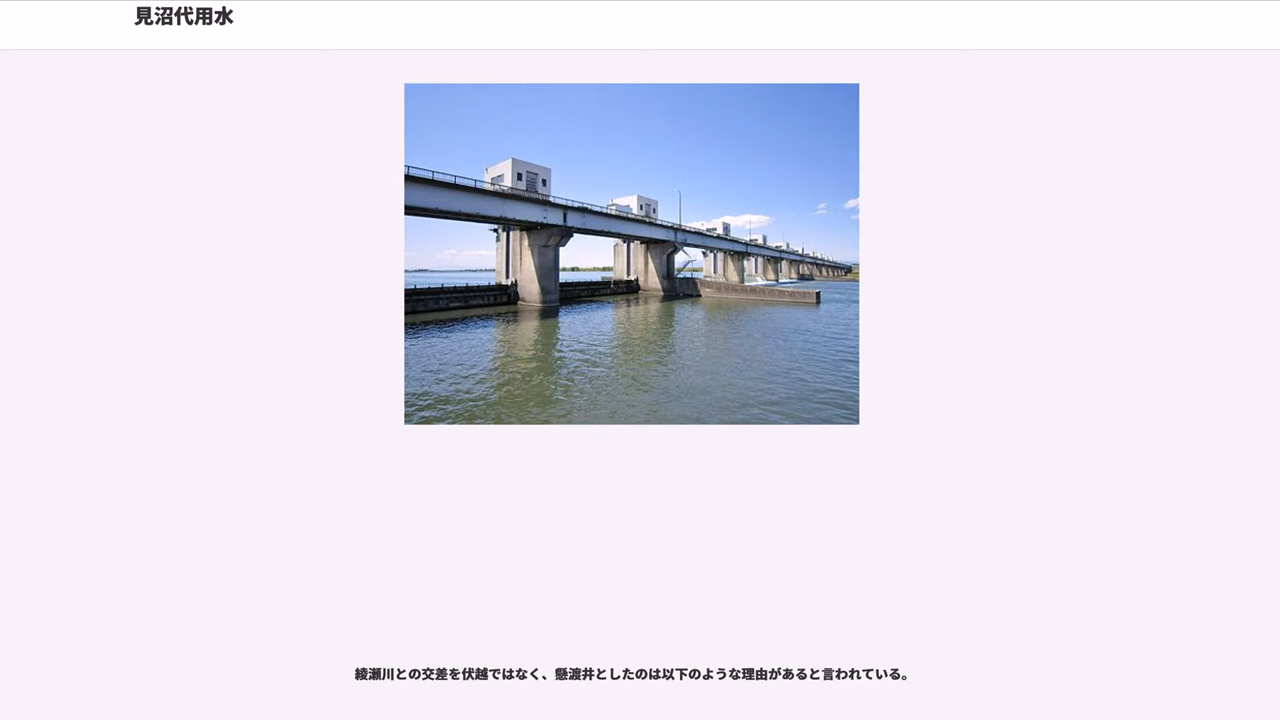 見沼代用水
綾瀬川との交差を伏越ではなく、懸渡井としたのは以下のような理由があると言われている。